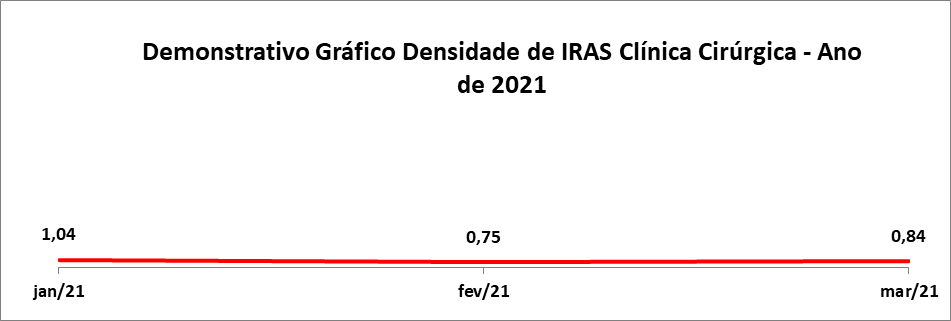 Demonstrativo Gráfico Densidade de IRAS Clínica Cirúrgica - Ano
de 2021
1,04
0,75
0,84
jan/21
fev/21
mar/21